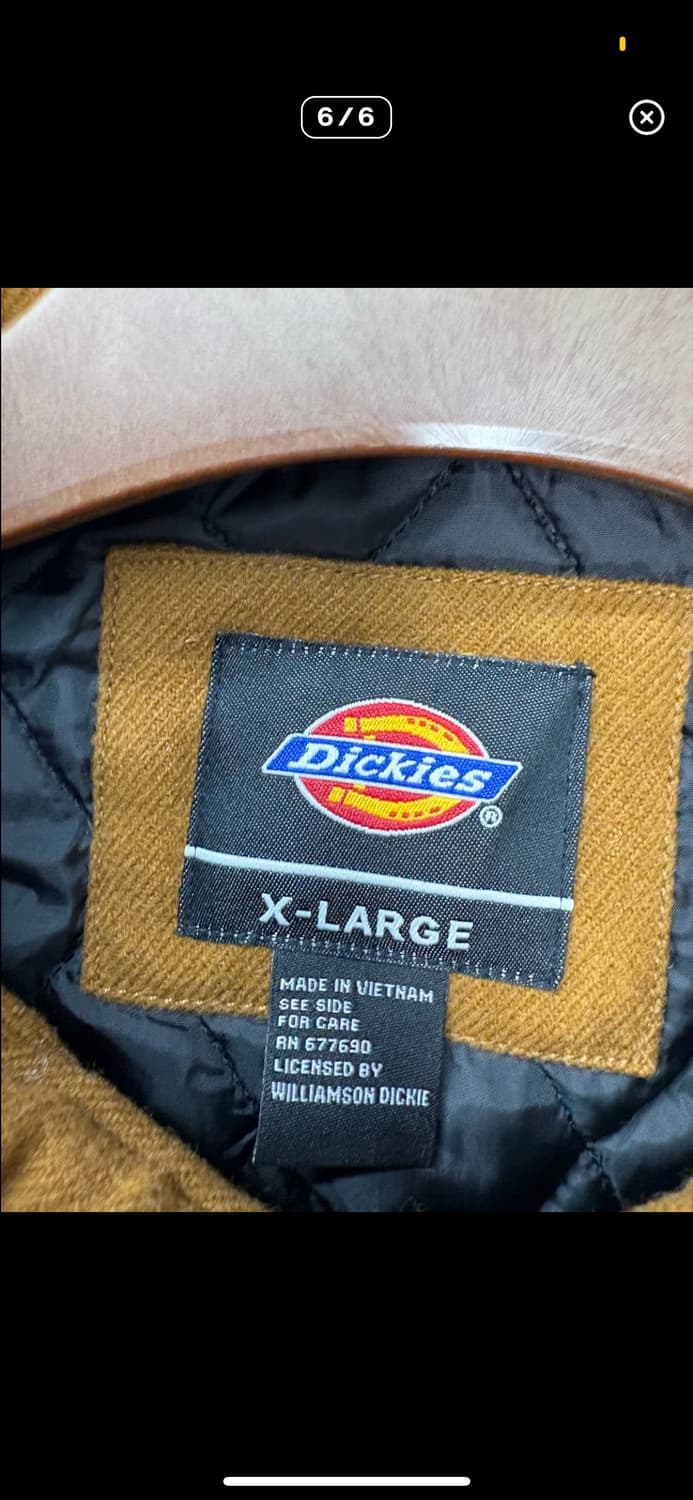 6/6
Dickies
®
X-LARGE
MADE IN VIETNAM
SEE SIDE
FOR CARE
RN 677690
LICENSED BY
WILLIAMSON DICKIE